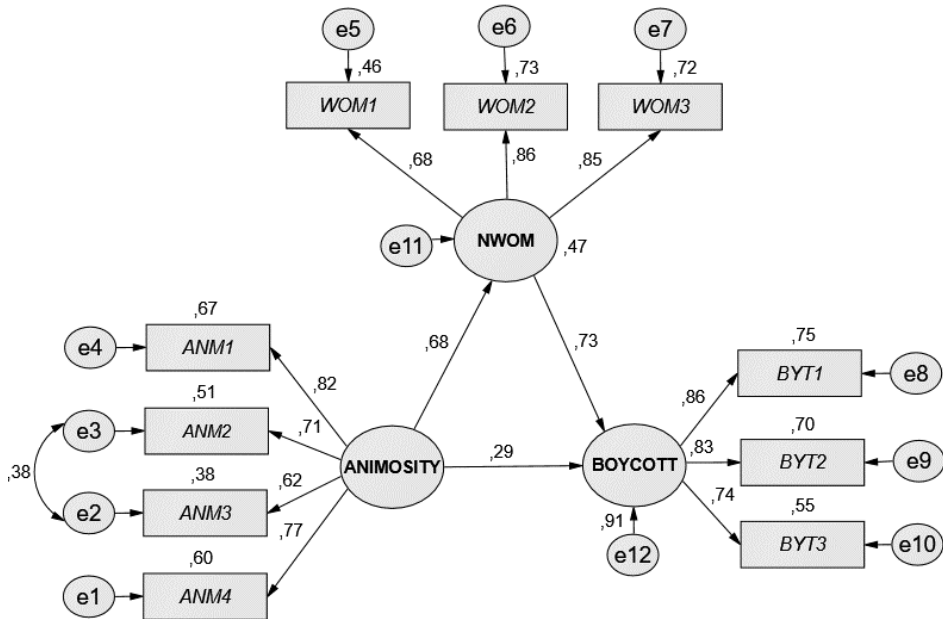 e5
e6
e7
,46
,73
,72
WOM1
WOM2
WOM3
,68
,86
,85
e11
NWOM
,47
,67
e4
ANM1
,82
,68
,73
,75
BYT1
e8
,51
e3
ANM2
,71
,86
,70
,38
,38
,62
ANIMOSITY
,29
BOYCOTT
,83
BYT2
e9
e2
ANM3
,77
,74
,55
,91
BYT3
e10
,60
e12
e1
ANM4